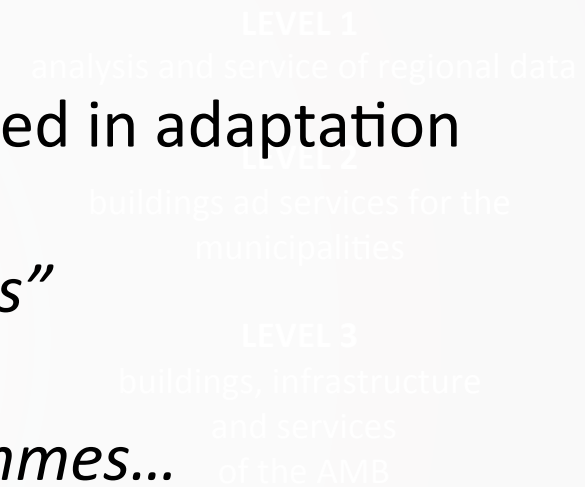 LEVEL 1
analysis and service of regional data
ed in adaptation
LEVEL 2
buildings ad services for the
municipalities
s”
LEVEL 3
buildings, infrastructure
and services
mmes…
of the AMB